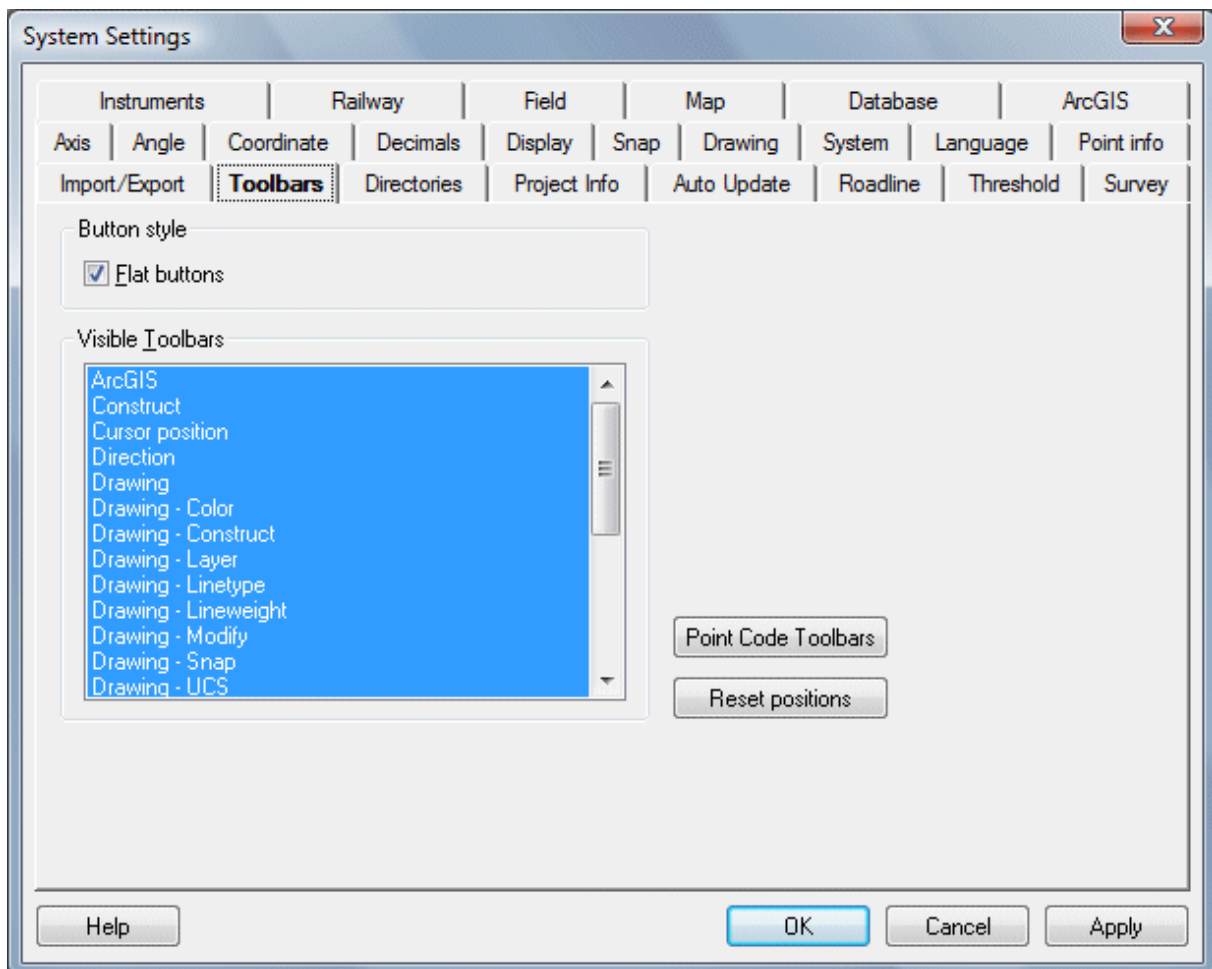 System Settings
Instruments Railway Field Map Database ArcGIS
Axis Angle Coordinate Decimals Display Snap Drawing System Language Point info
Import/Export Toolbars Directories Project Info Auto Update Roadline Threshold Survey
Button style
Flat buttons
Visible Toolbars
ArcGIS
Construct
Cursor position
Direction
Drawing
Drawing - Color
Drawing - Construct
Drawing - Layer
Drawing - Linetype
Drawing - Lineweight
Drawing - Modify
Drawing - Snap
Drawing - UCS
Point Code Toolbars
Reset positions
Help OK Cancel Apply